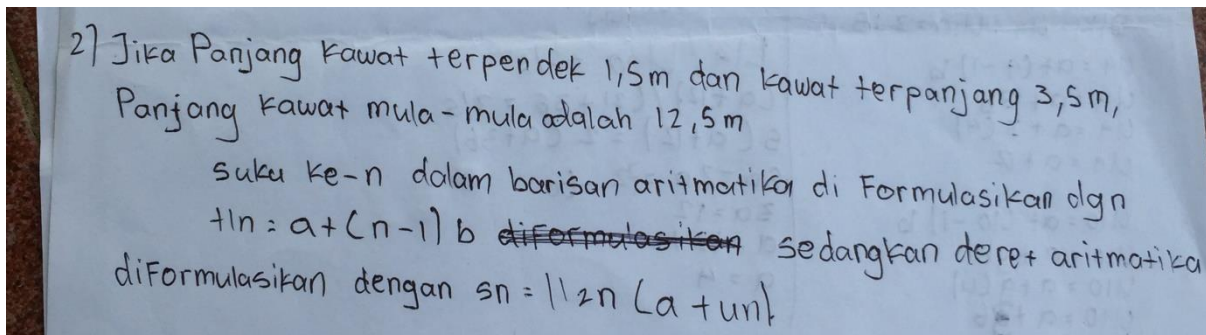 2) Jika Panjang kawat terpendek 1,5m dan kawat terpanjang 3,5m,
Panjang kawat mula-mula adalah 12,5m
suku ke-n dalam barisan aritmatika di Formulasikan dgn
Un = a + (n-1) b diformulasikan sedangkan deret aritmatika
diformulasikan dengan sn = 1/2n (a + un)